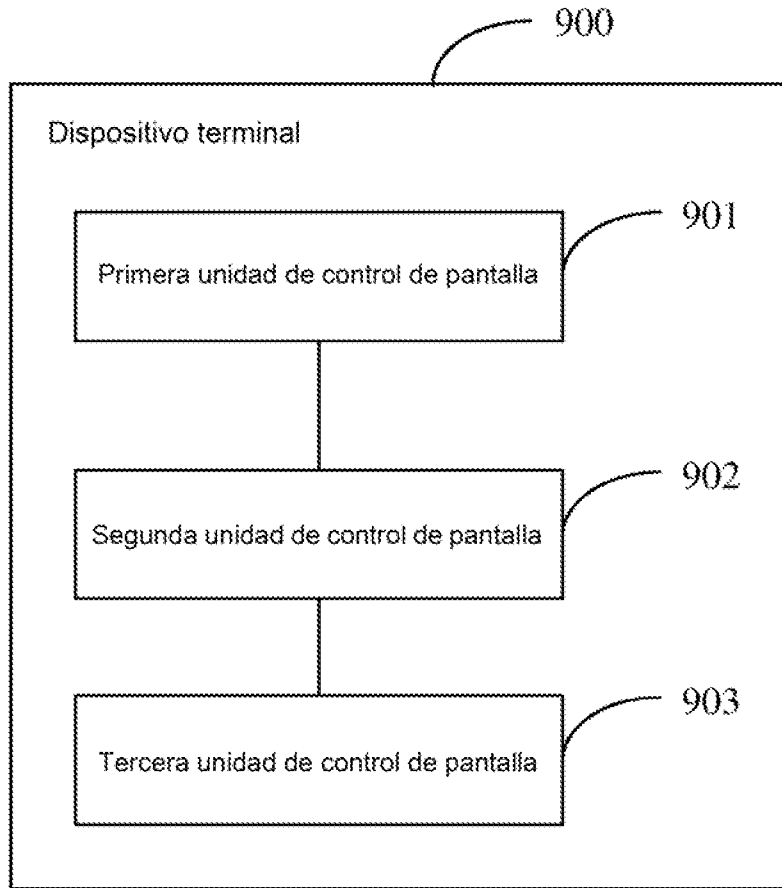 900
Dispositivo terminal
901
Primera unidad de control de pantalla
902
Segunda unidad de control de pantalla
903
Tercera unidad de control de pantalla